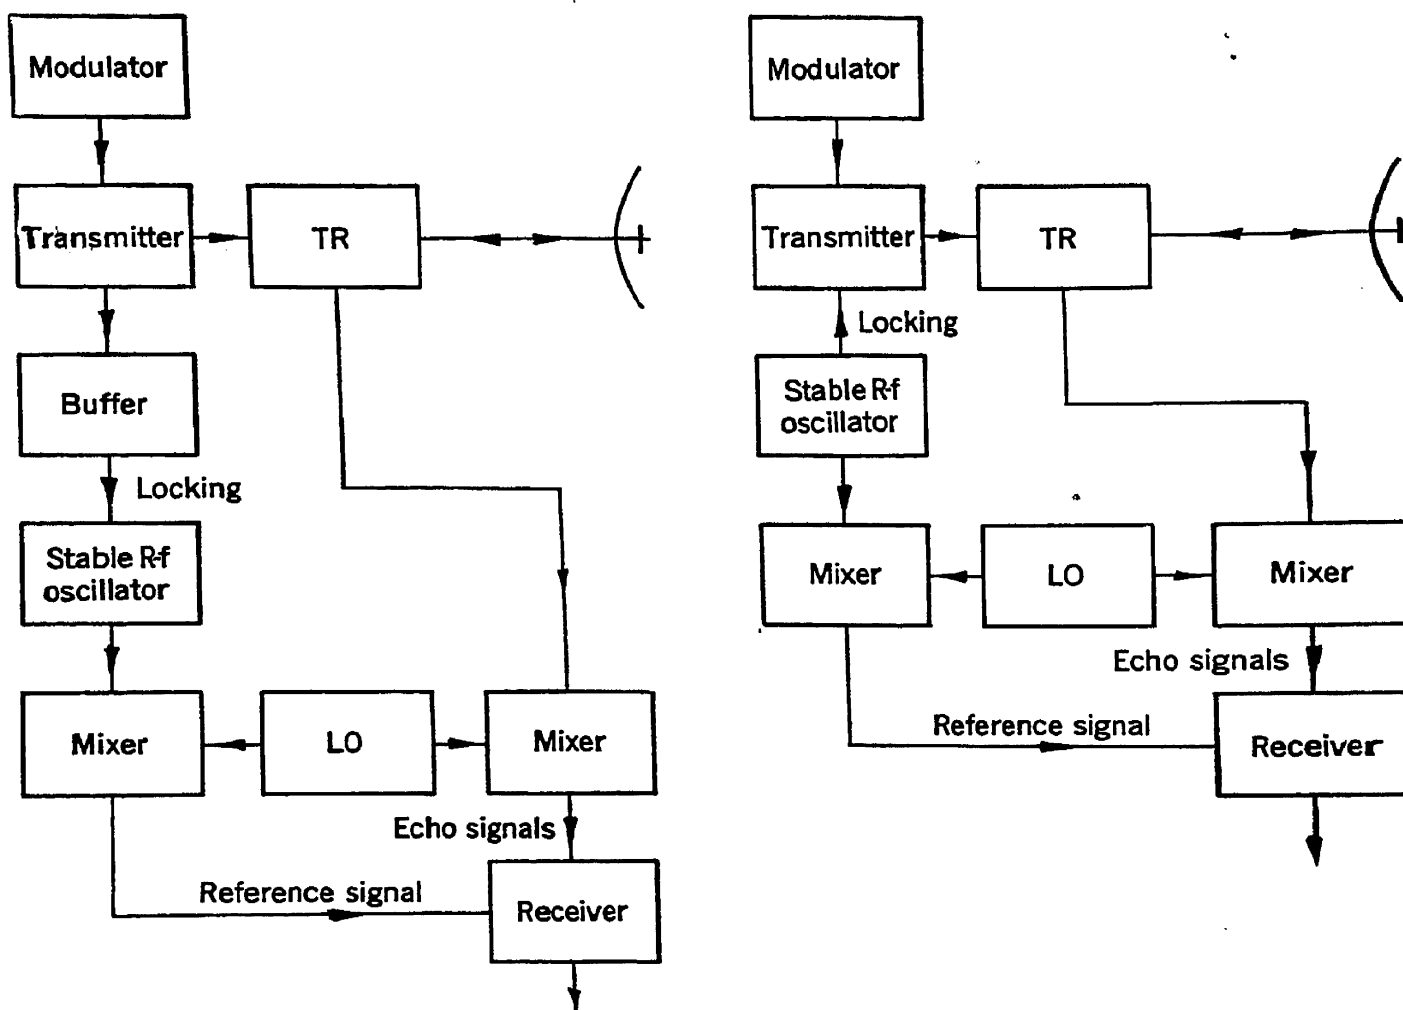 Modulator
Transmitter
TR
Buffer
Locking
Stable R-f
oscillator
Mixer
LO
Mixer
Echo signals
Reference signal
Receiver
Modulator
Transmitter
TR
Locking
Stable R-f
oscillator
Mixer
LO
Mixer
Echo signals
Reference signal
Receiver